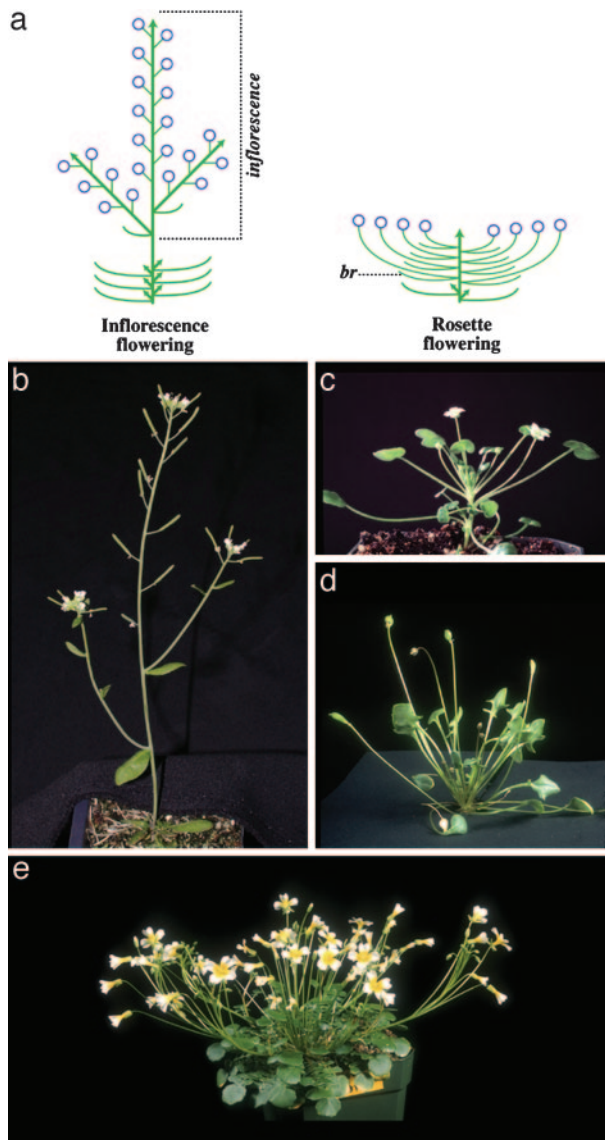 a
inflorescence
br
Inflorescence
flowering
Rosette
flowering
b
c
d
e